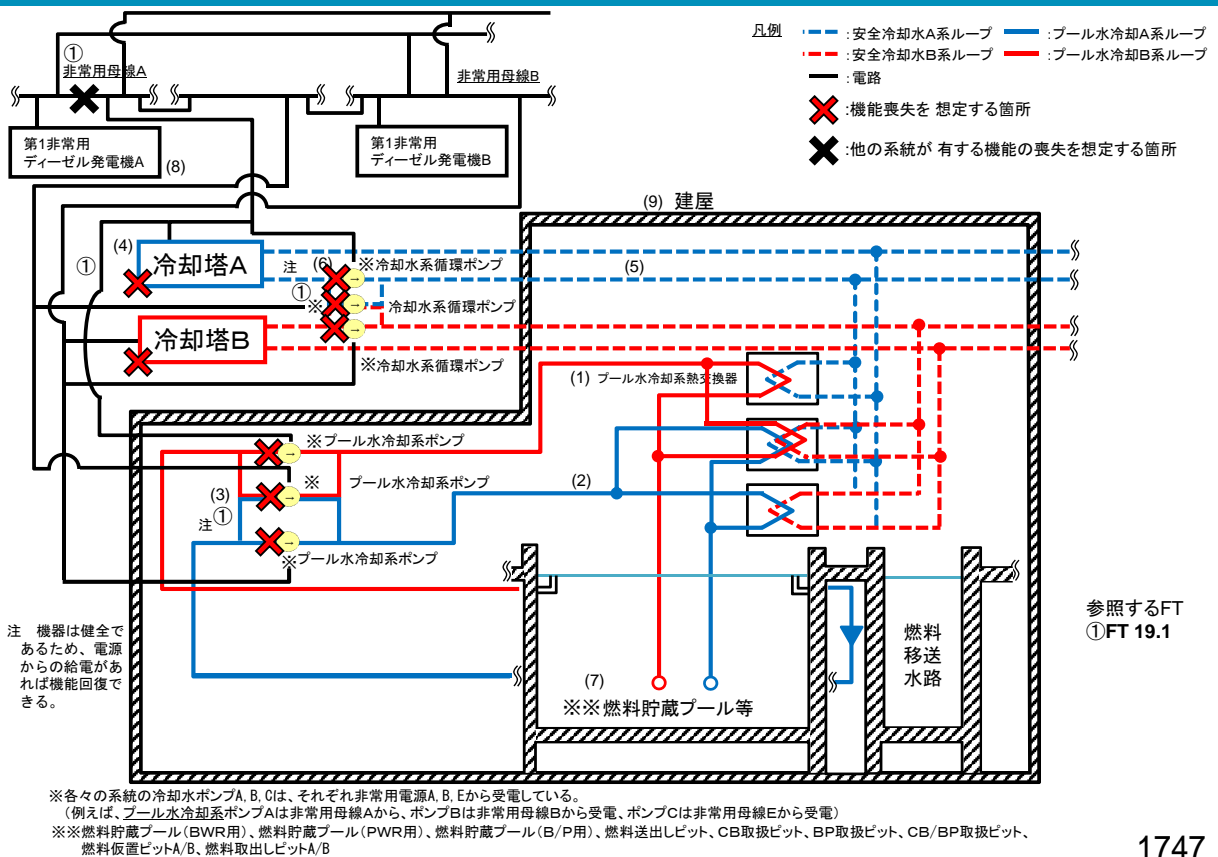 凡例
:安全冷却水A系ループ
:プール水冷却A系ループ
:安全冷却水B系ループ
:プール水冷却B系ループ
:電路
:機能喪失を 想定する箇所
:他の系統が 有する機能の喪失を想定する箇所
①
非常用母線A
非常用母線B
第1非常用
ディーゼル発電機A
(8)
第1非常用
ディーゼル発電機B
(9) 建屋
(4)
冷却塔A
①
注
(6)
※冷却水系循環ポンプ
(5)
①
※
冷却水系循環ポンプ
冷却塔B
※冷却水系循環ポンプ
(1) プール水冷却系熱交換器
※プール水冷却系ポンプ
※
プール水冷却系ポンプ
(2)
(3)
注①
※プール水冷却系ポンプ
注 機器は健全で
あるため、電源
からの給電があ
れば機能回復で
きる。
燃料
移送
水路
参照するFT
①FT 19.1
(7)
※※燃料貯蔵プール等
※各々の系統の冷却水ポンプA, B, Cは、それぞれ非常用電源A, B, Eから受電している。
(例えば、プール水冷却系ポンプAは非常用母線Aから、ポンプBは非常用母線Bから受電、ポンプCは非常用母線Eから受電)
※※燃料貯蔵プール(BWR用)、燃料貯蔵プール(PWR用)、燃料貯蔵プール(B/P用)、燃料送出しピット、CB取扱ピット、BP取扱ピット、CB/BP取扱ピット、
燃料仮置ピットA/B、燃料取出しピットA/B
1747